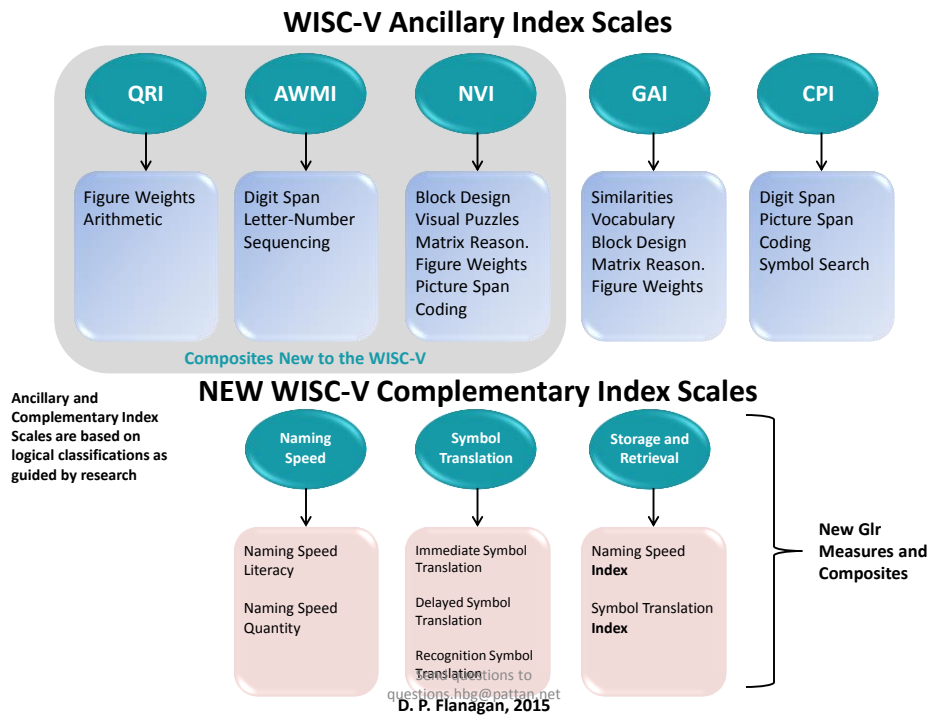 WISC-V Ancillary Index Scales
QRI
AWMI
NVI
GAI
CPI
Figure Weights
Arithmetic
Digit Span
Letter-Number
Sequencing
Block Design
Visual Puzzles
Matrix Reason.
Figure Weights
Picture Span
Coding
Similarities
Vocabulary
Block Design
Matrix Reason.
Figure Weights
Digit Span
Picture Span
Coding
Symbol Search
Composites New to the WISC-V
NEW WISC-V Complementary Index Scales
Ancillary and
Complementary Index
Scales are based on
logical classifications as
guided by research
Naming
Speed
Symbol
Translation
Storage and
Retrieval
Naming Speed
Literacy
Naming Speed
Quantity
Immediate Symbol
Translation
Delayed Symbol
Translation
Recognition Symbol
Translation
Naming Speed
Index
Symbol Translation
Index
New Glr
Measures and
Composites
Send questions to
questions.hbg@pattan.net
D. P. Flanagan, 2015